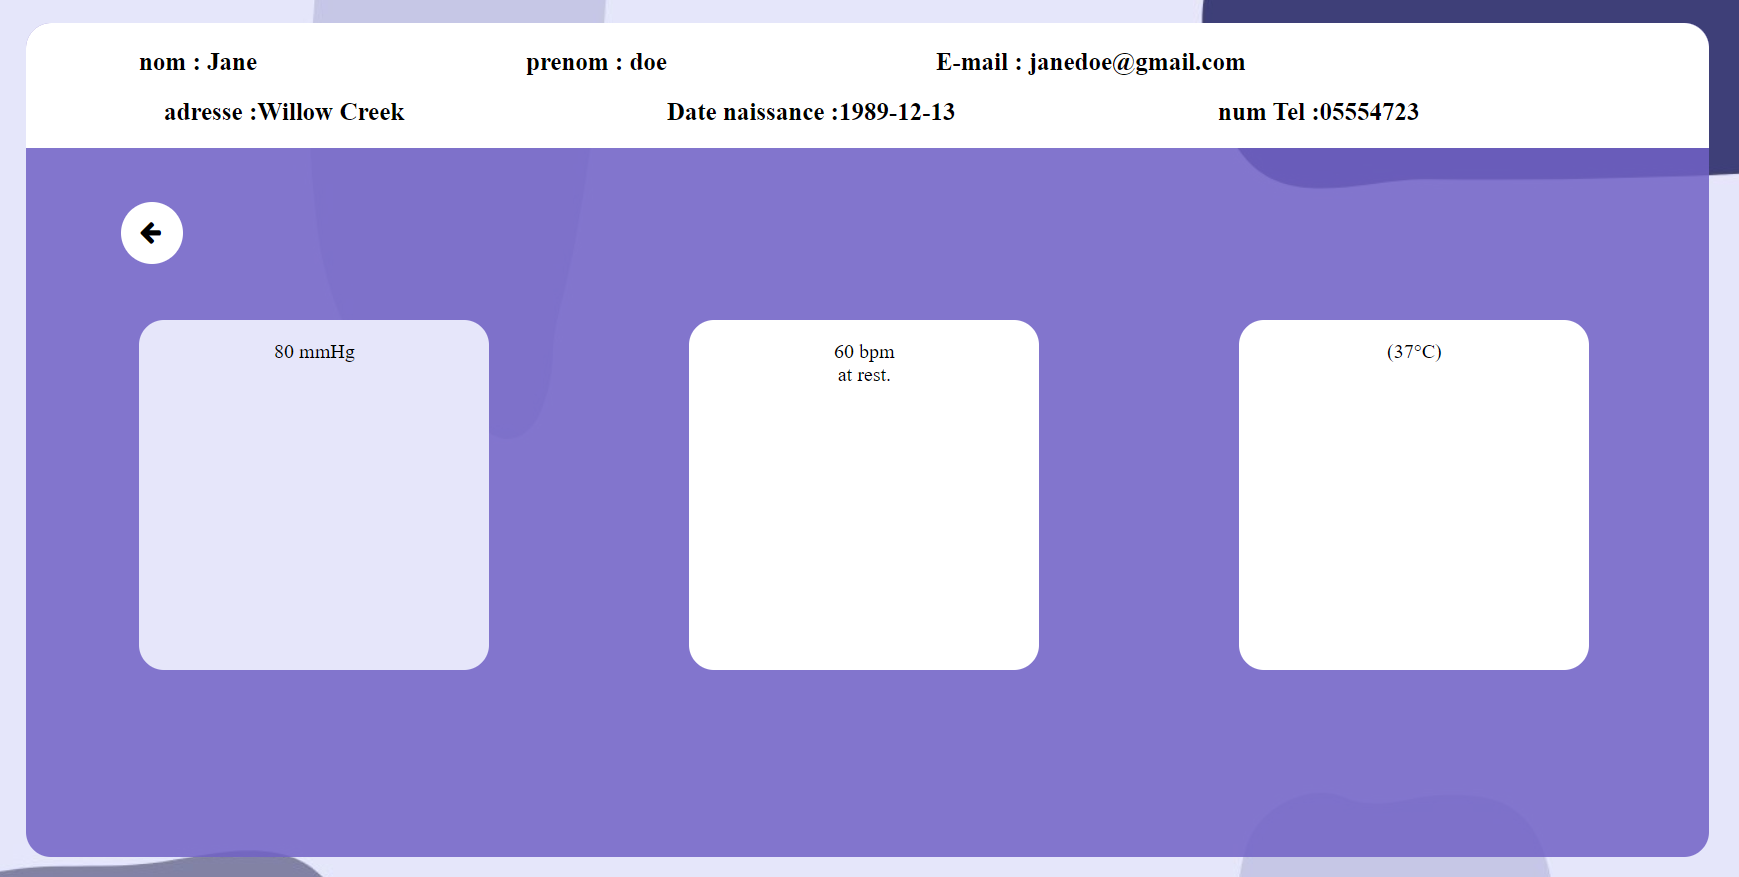 nom : Jane prenom : doe E-mail : janedoe@gmail.com
adresse :Willow Creek Date naissance :1989-12-13 num Tel :05554723
80 mmHg
60 bpm
at rest.
(37°C)